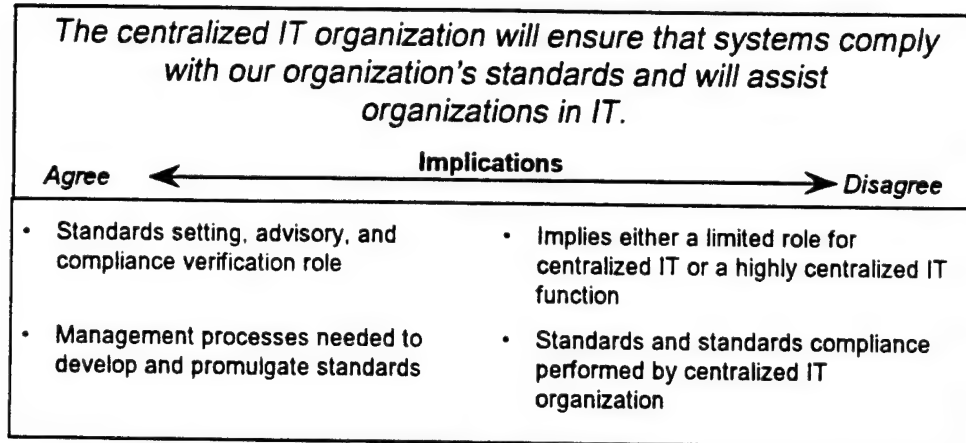 The centralized IT organization will ensure that systems comply
with our organization's standards and will assist
organizations in IT.
Implications
Agree
Disagree
• Standards setting, advisory, and
compliance verification role
• Management processes needed to
develop and promulgate standards
• Implies either a limited role for
centralized IT or a highly centralized IT
function
• Standards and standards compliance
performed by centralized IT
organization